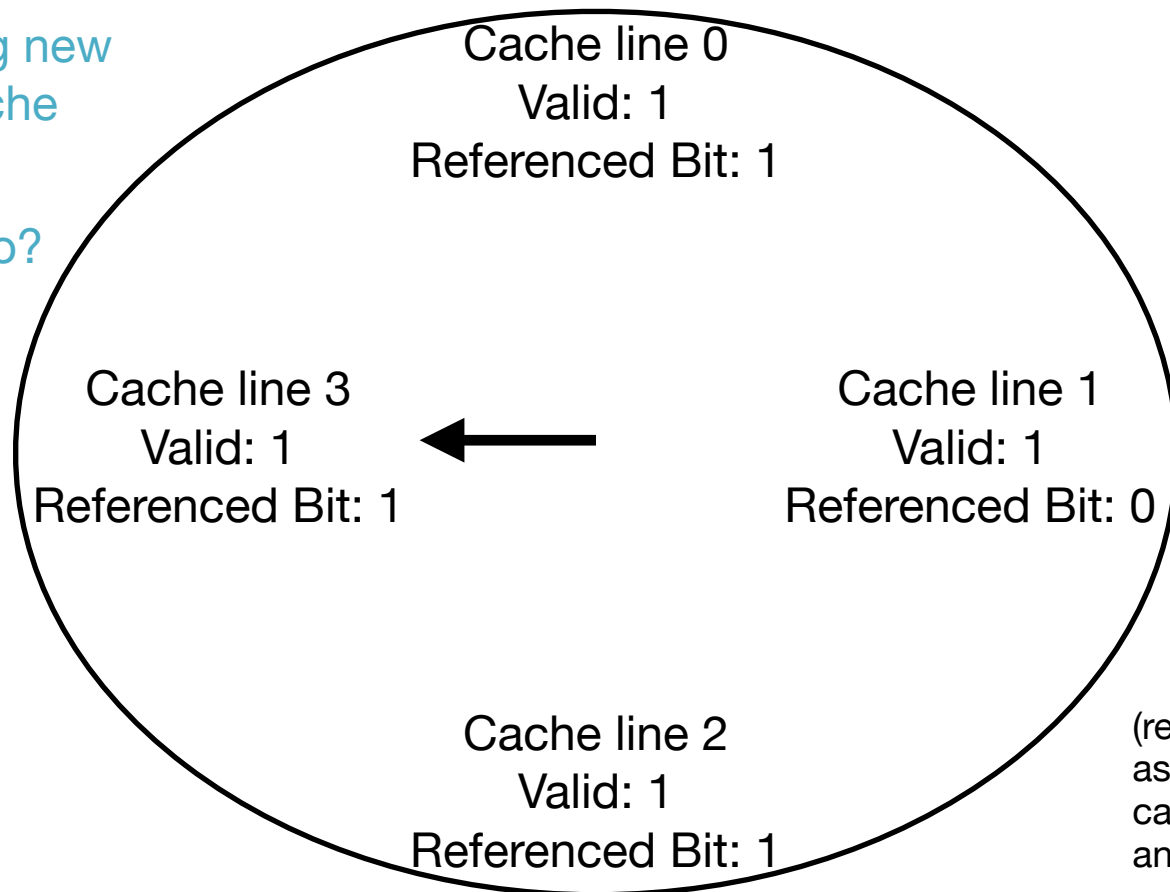 g new
che
o?
Cache line 0
Valid: 1
Referenced Bit: 1
Cache line 3
Valid: 1
Referenced Bit: 1
Cache line 1
Valid: 1
Referenced Bit: 0
Cache line 2
Valid: 1
Referenced Bit: 1
(re
as
ca
an